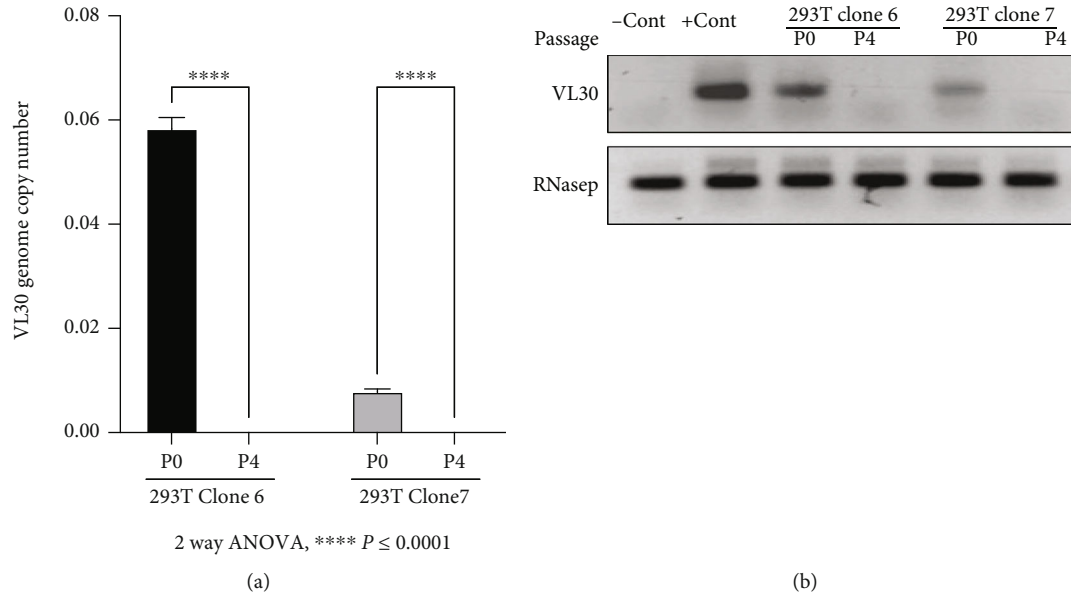 VL30 genome copy number
0.08
0.06
0.04
0.02
0.00
**** ****
P0 P4 P0 P4
293T Clone 6 293T Clone7
2 way ANOVA, **** P ≤ 0.0001
(a)
−Cont +Cont 293T clone 6 293T clone 7
Passage P0 P4 P0 P4
VL30
RNasep
(b)